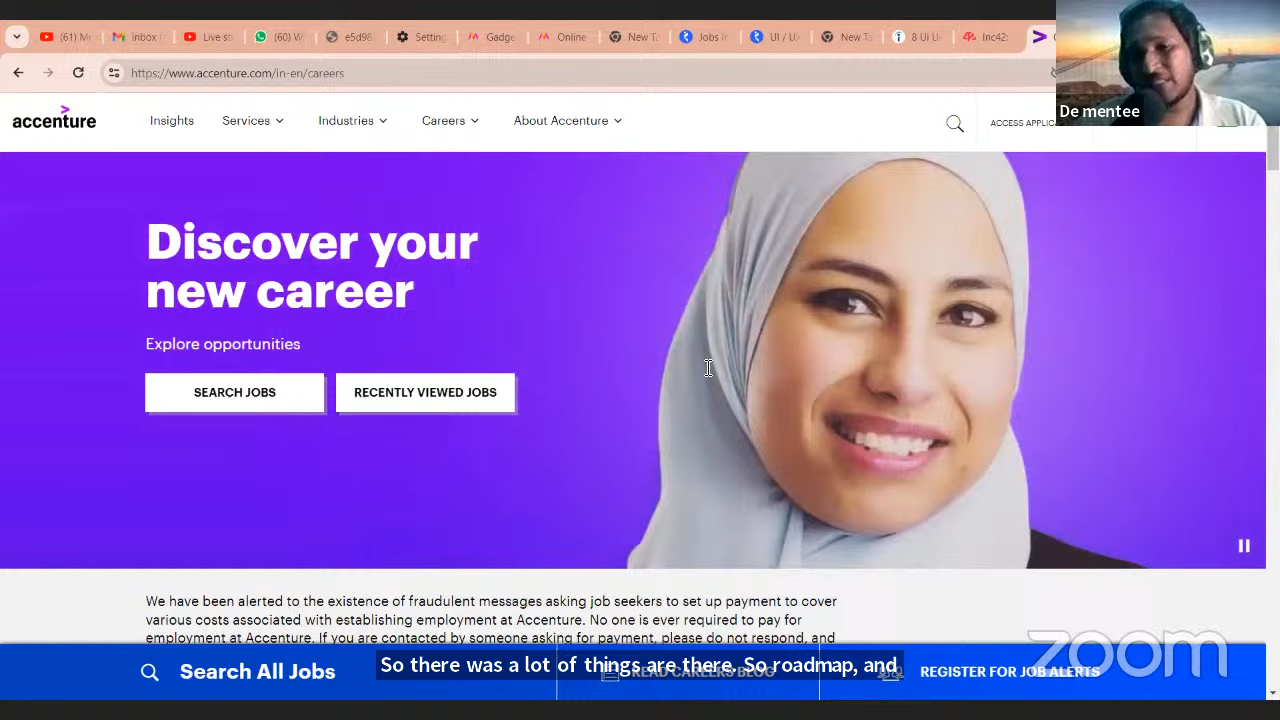 (61) M
Inbox
Live st
(60) W
e5d98
Setting
Gadge
Online
New T
Jobs i
UI / U
New T
8 Ui U
Inc42:
https://www.accenture.com/in-en/careers
De mentee
accenture
Insights
Services
Industries
Careers
About Accenture
ACCESS APPLIC
Discover your
new career
Explore opportunities
SEARCH JOBS
RECENTLY VIEWED JOBS
We have been alerted to the existence of fraudulent messages asking job seekers to set up payment to cover
various costs associated with establishing employment at Accenture. No one is ever required to pay for
employment at Accenture. If you are contacted by someone asking for payment, please do not respond, and
zoom
Search All Jobs
READ CAREERS BLOG
REGISTER FOR JOB ALERTS
So there was a lot of things are there. So roadmap, and